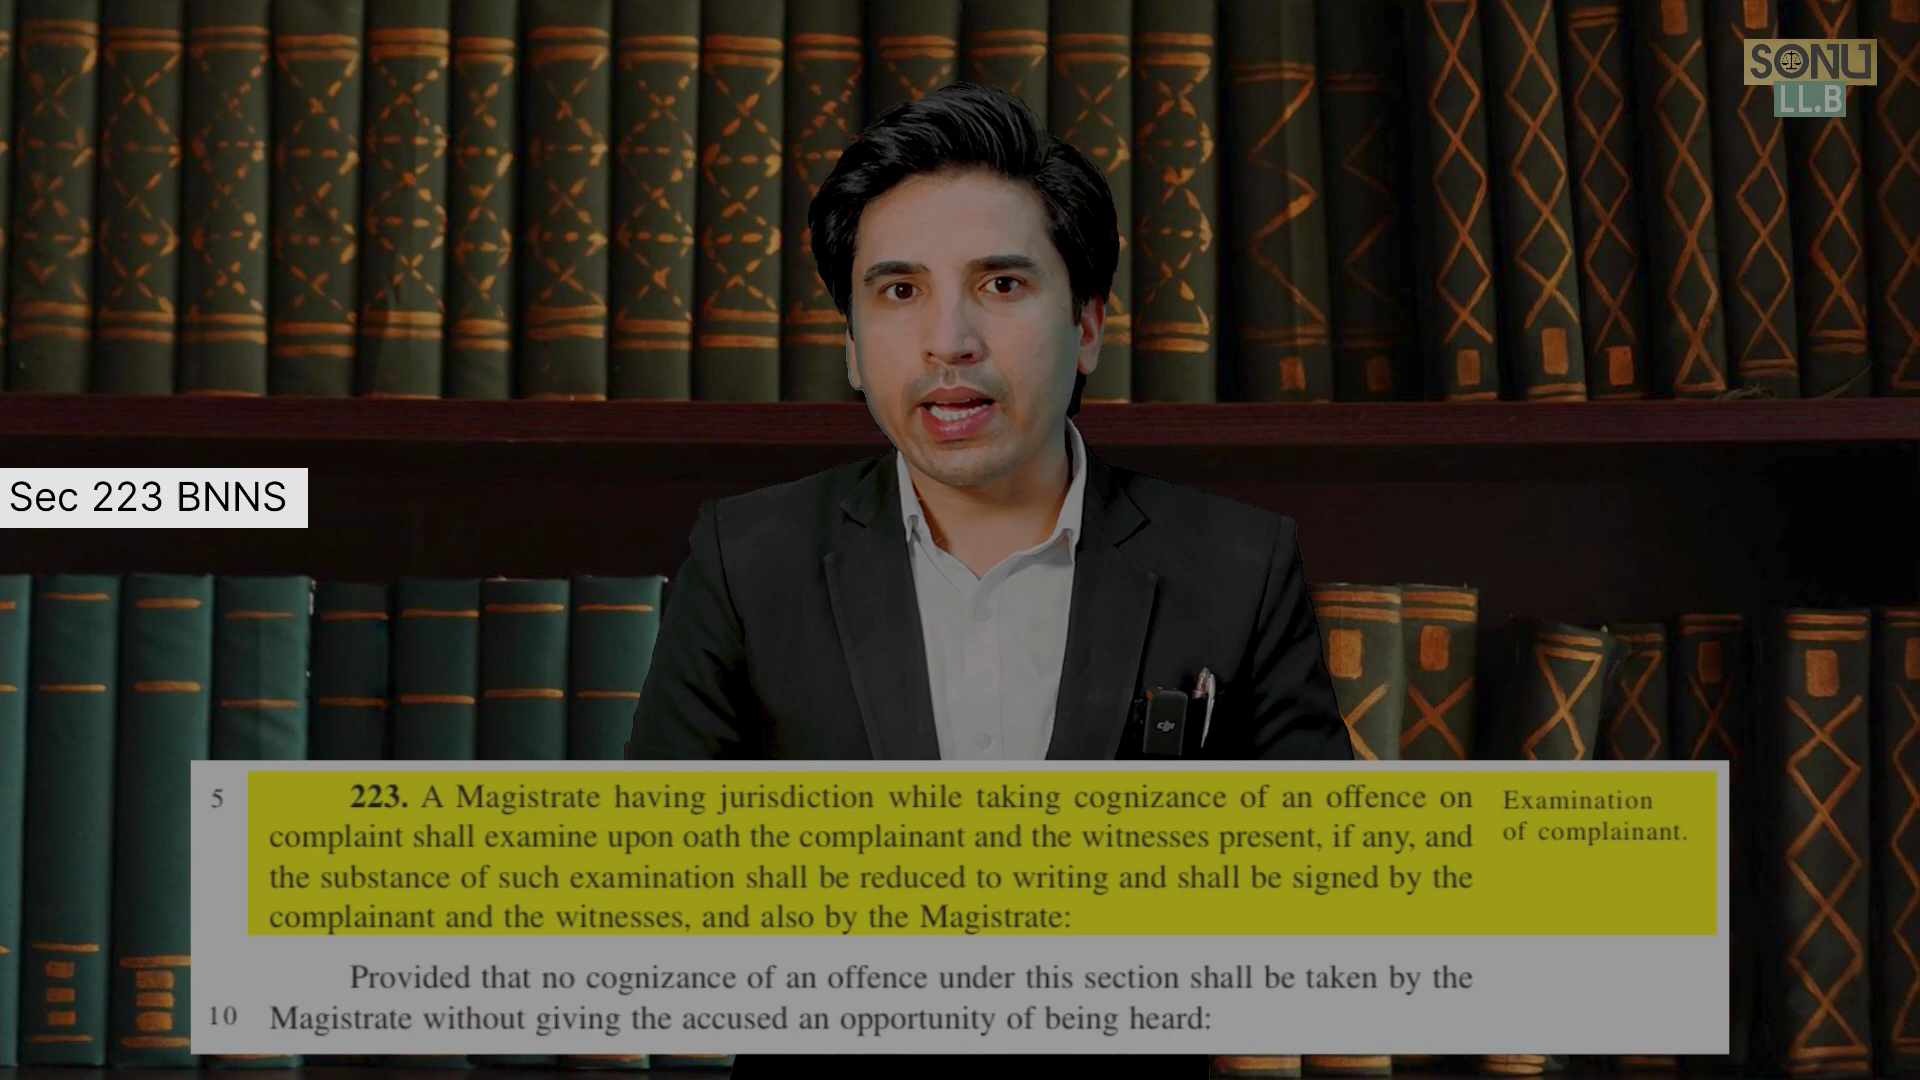 SONU
LL.B
Sec 223 BNNS
5
223. A Magistrate having jurisdiction while taking cognizance of an offence on
complaint shall examine upon oath the complainant and the witnesses present, if any, and
the substance of such examination shall be reduced to writing and shall be signed by the
complainant and the witnesses, and also by the Magistrate:
Examination
of complainant.
Provided that no cognizance of an offence under this section shall be taken by the
10
Magistrate without giving the accused an opportunity of being heard: